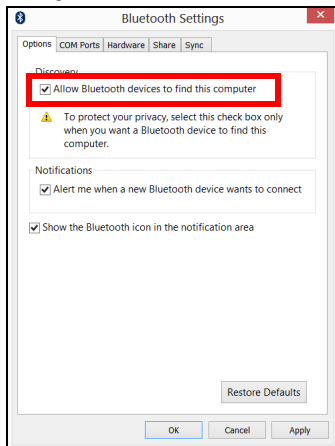 Bluetooth Settings
Options COM Ports Hardware Share Sync
Discovery
Allow Bluetooth devices to find this computer
To protect your privacy, select this check box only
when you want a Bluetooth device to find this
computer.
Notifications
Alert me when a new Bluetooth device wants to connect
Show the Bluetooth icon in the notification area
Restore Defaults
OK Cancel Apply